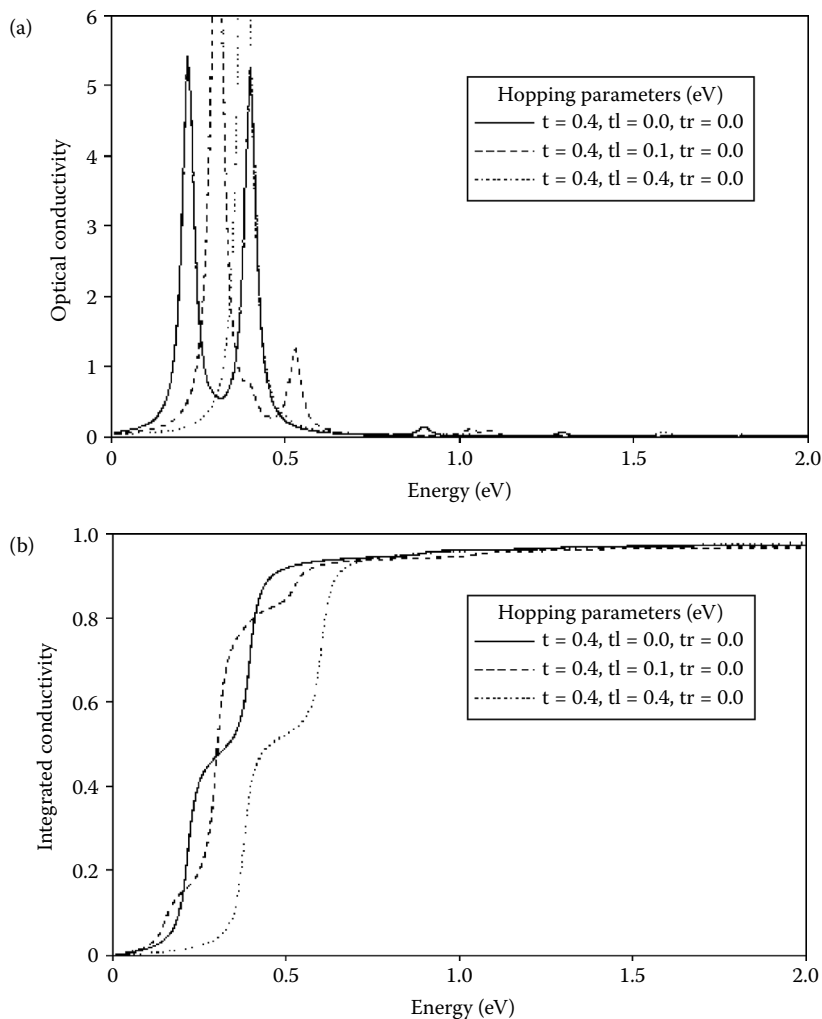 (a)
6
5
4
3
2
1
0
Optical conductivity
Hopping parameters (eV)
t = 0.4, tl = 0.0, tr = 0.0
t = 0.4, tl = 0.1, tr = 0.0
t = 0.4, tl = 0.4, tr = 0.0
0 0.5 1.0 1.5 2.0
Energy (eV)
(b)
1.0
0.8
0.6
0.4
0.2
0
Integrated conductivity
Hopping parameters (eV)
t = 0.4, tl = 0.0, tr = 0.0
t = 0.4, tl = 0.1, tr = 0.0
t = 0.4, tl = 0.4, tr = 0.0
0 0.5 1.0 1.5 2.0
Energy (eV)